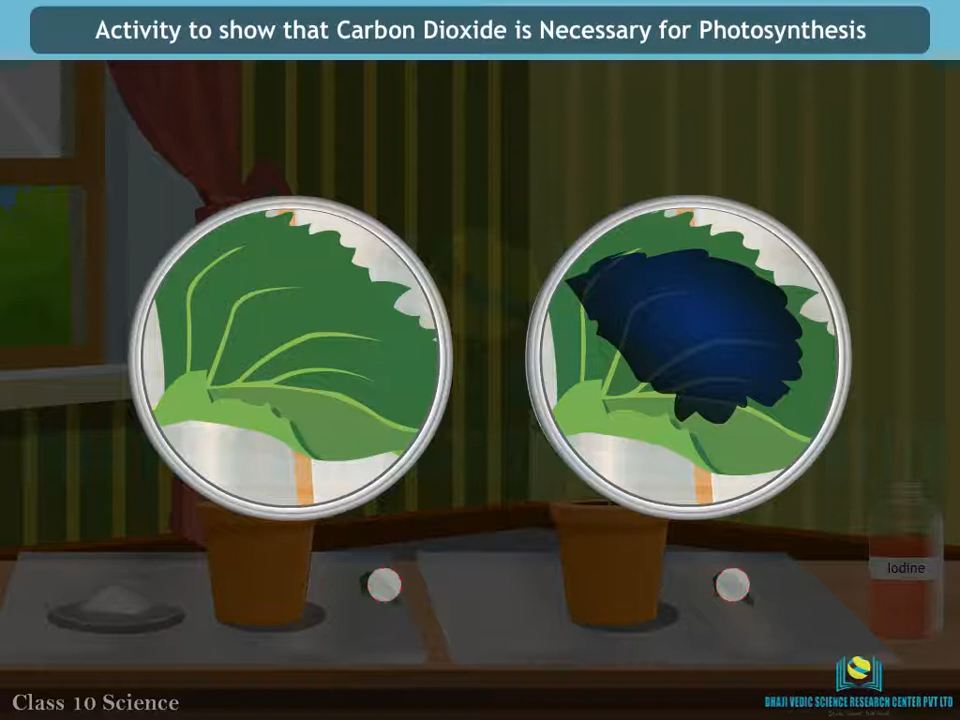 Activity to show that Carbon Dioxide is Necessary for Photosynthesis
Iodine
Class 10 Science
DHAJI VEDIC SCIENCE RESEARCH CENTER PVT LTD